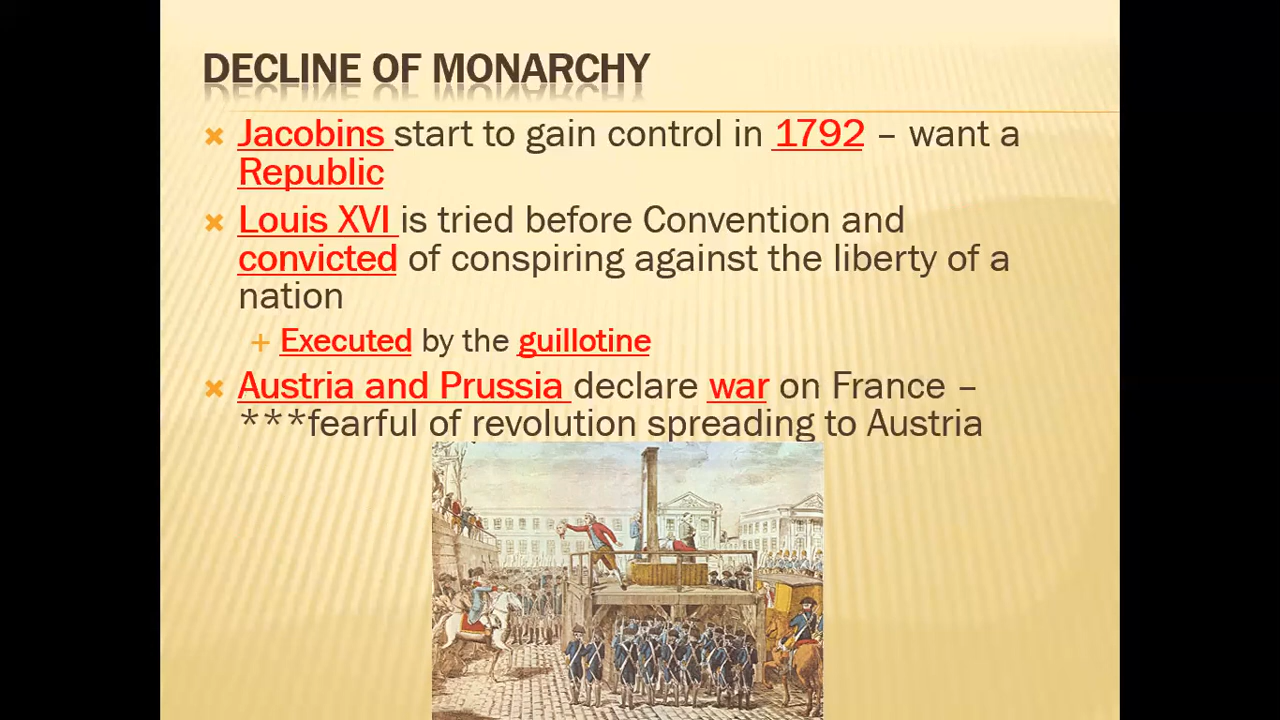 DECLINE OF MONARCHY
Jacobins start to gain control in 1792 – want a
Republic
Louis XVI is tried before Convention and
convicted of conspiring against the liberty of a
nation
Executed by the guillotine
Austria and Prussia declare war on France –
***fearful of revolution spreading to Austria